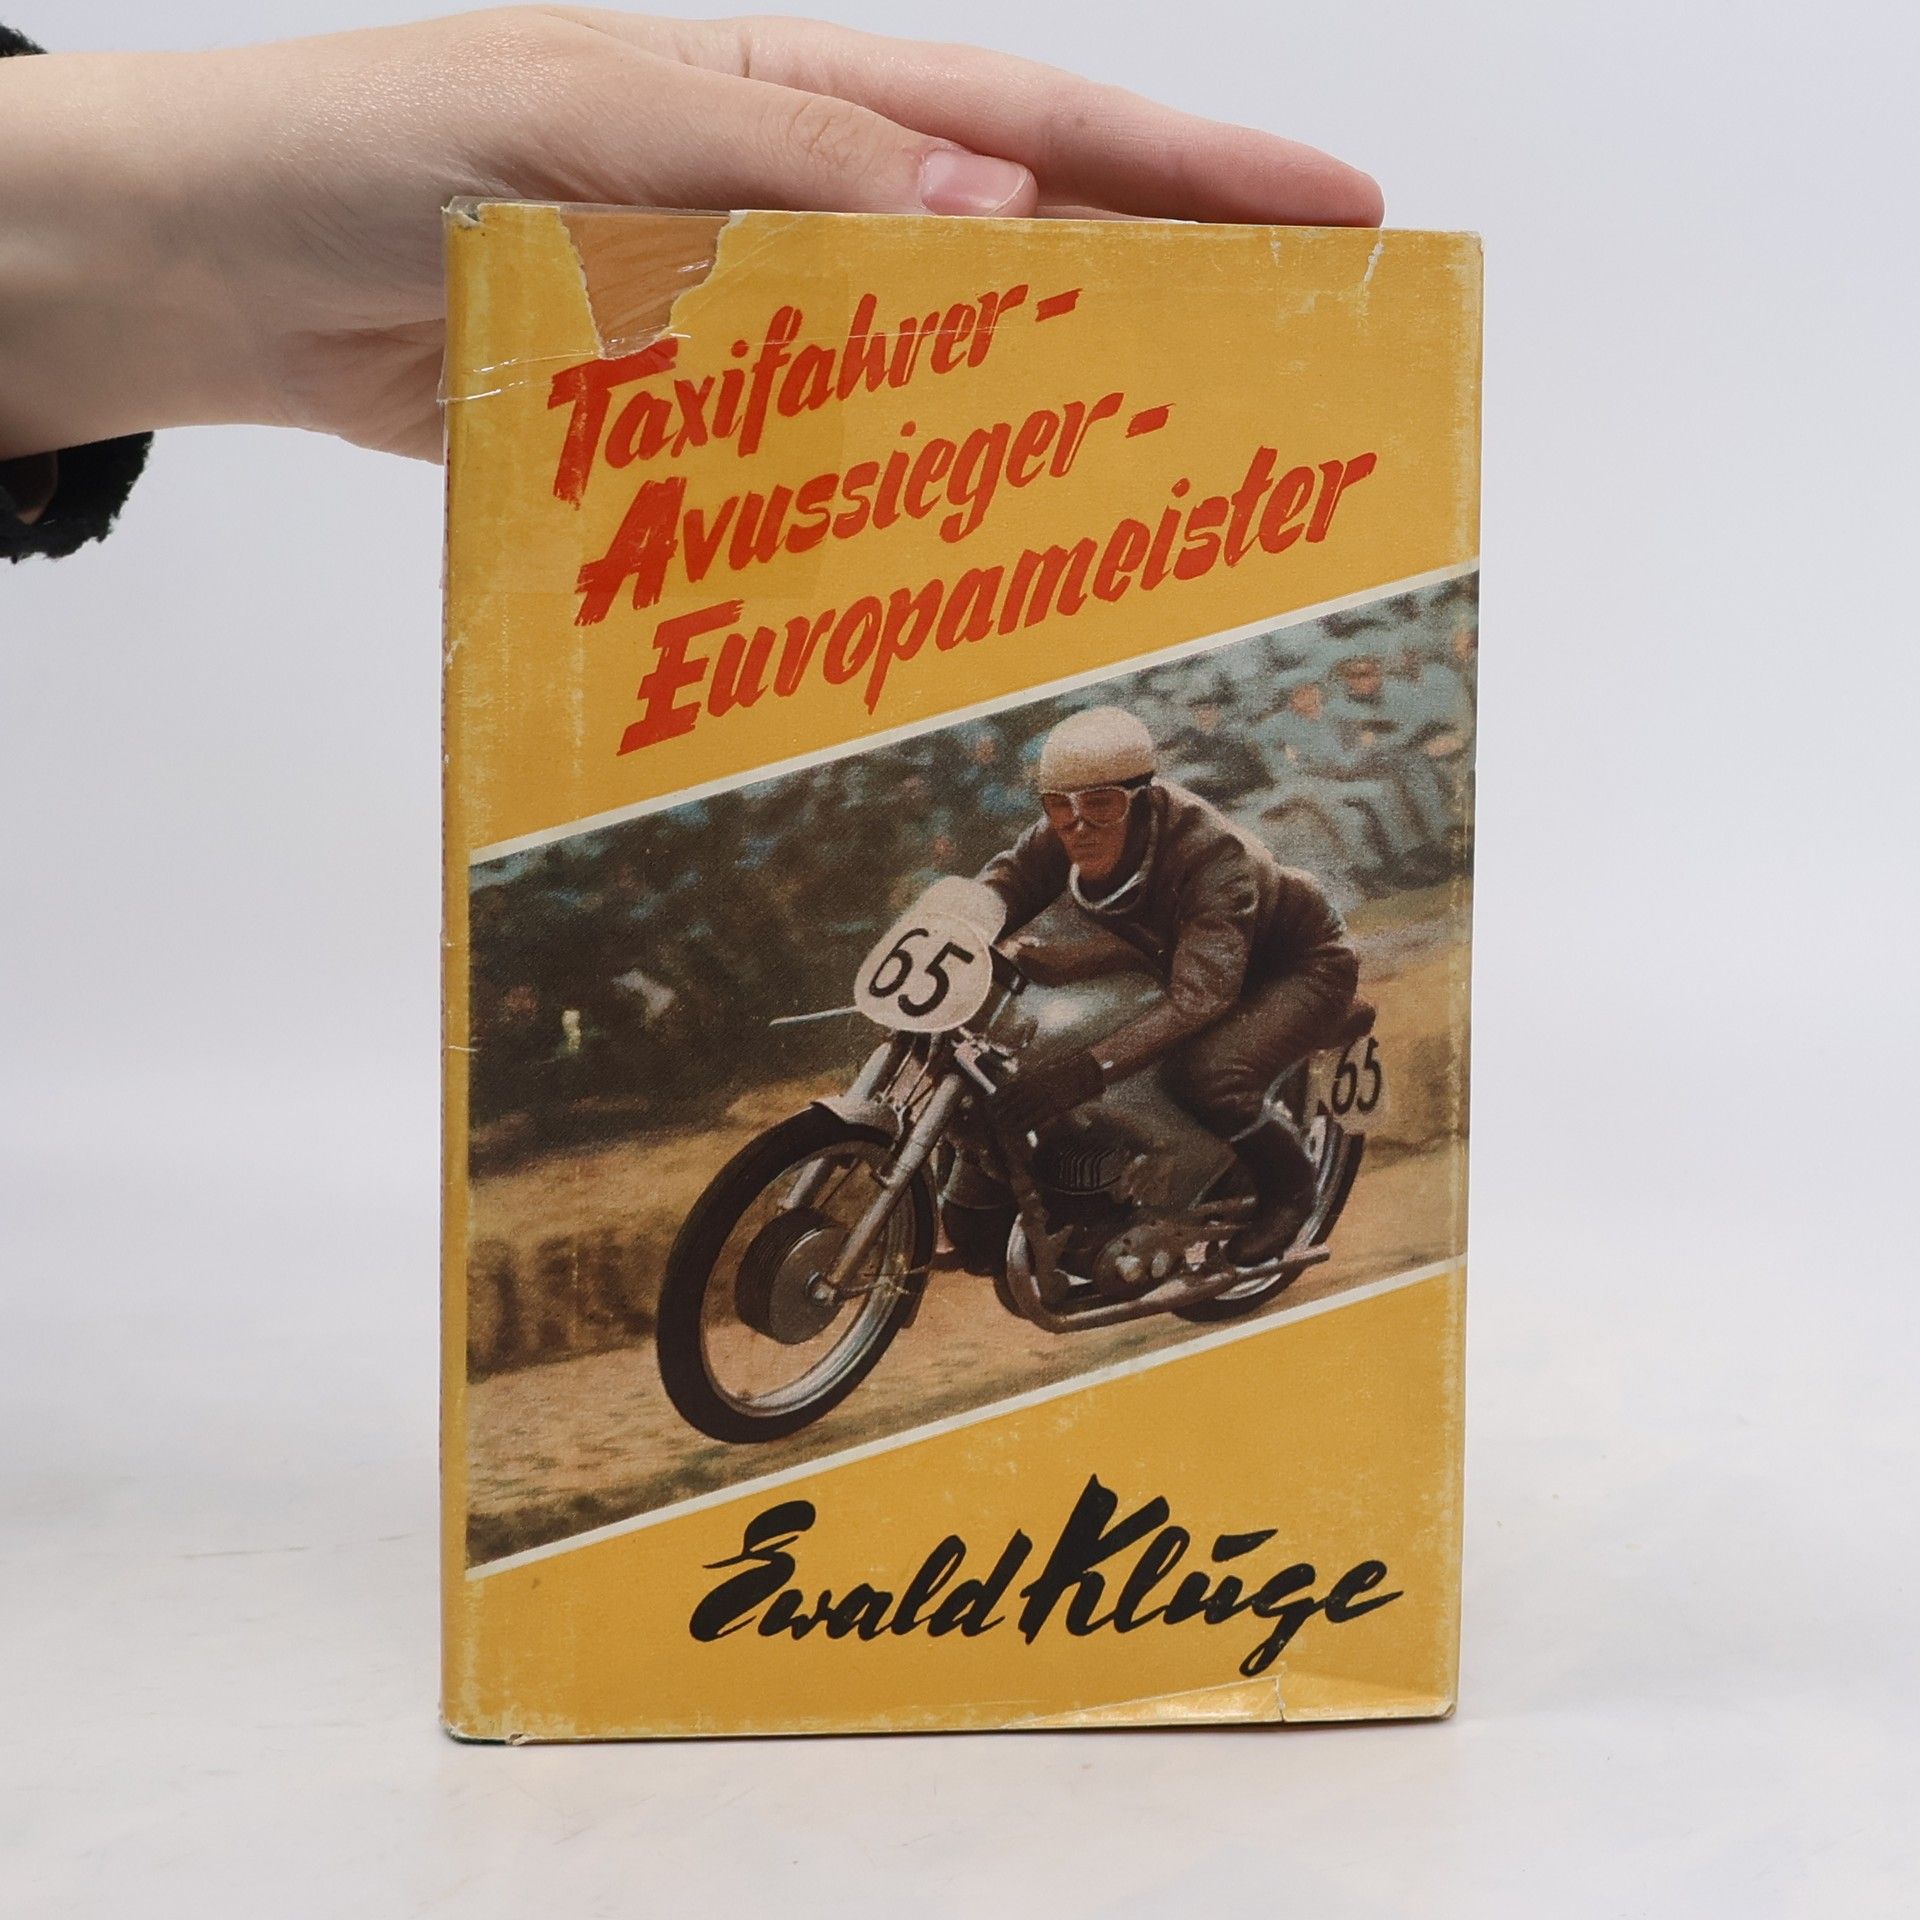 Taxifahrer-
Avussieger-
Europameister
65
65
Ewald Kluge